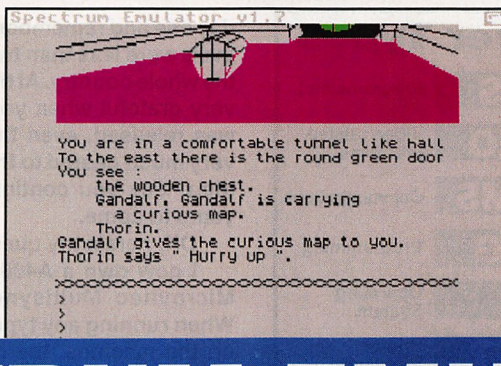 Spectrum Emulator v1.7
You are in a comfortable tunnel like hall
To the east there is the round green door
You see :
the wooden chest.
Gandalf. Gandalf is carrying
a curious map.
Thorin.
Gandalf gives the curious map to you.
Thorin says " Hurry up ".
>
>